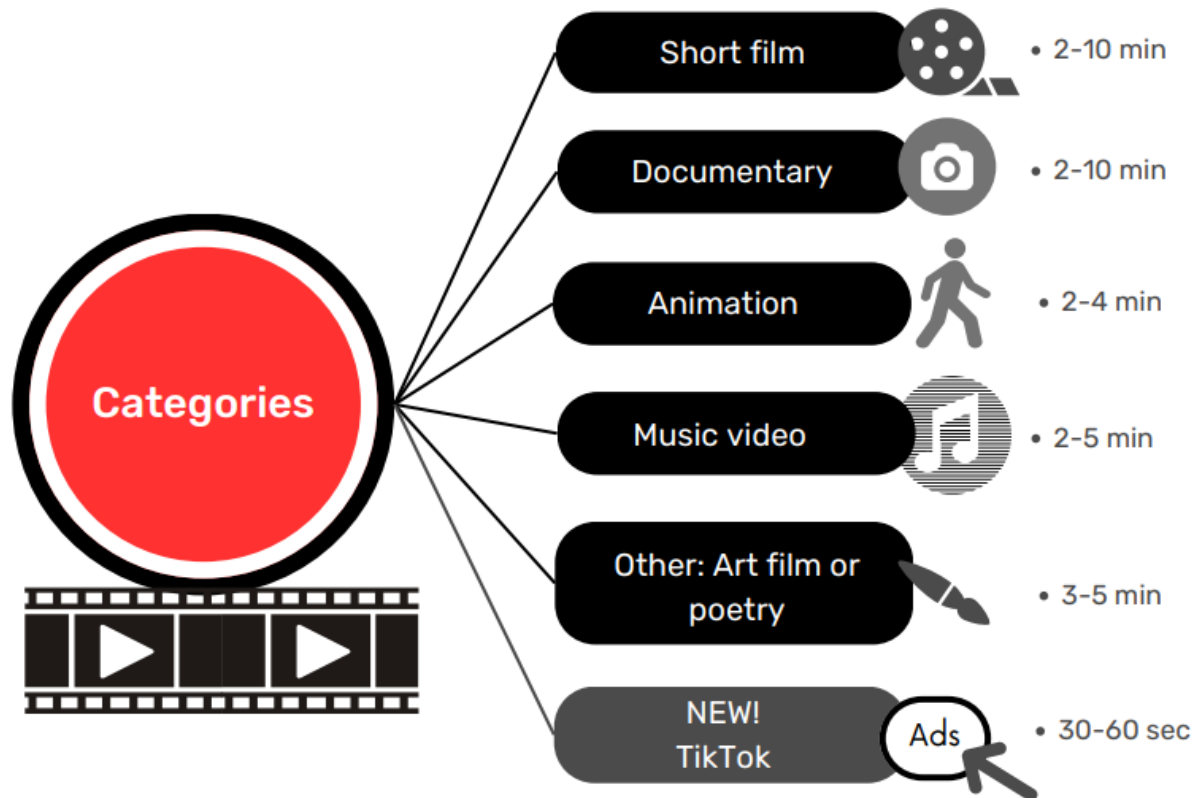 Short film
• 2-10 min
Documentary
• 2-10 min
Animation
• 2-4 min
Categories
Music video
• 2-5 min
Other: Art film or
poetry
• 3-5 min
NEW!
TikTok
Ads
• 30-60 sec